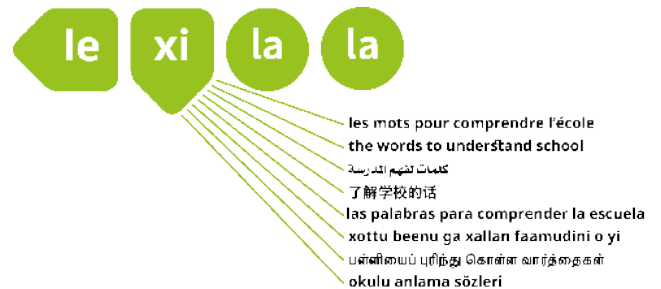 le xi la la
les mots pour comprendre l'école
the words to understand school
كلمات لفهم المدرسة
了解学校的话
las palabras para comprender la escuela
xottu beenu ga xallan faamudini o yi
பள்ளியைப் புரிந்து கொள்ள வார்த்தைகள்
okulu anlama sözleri